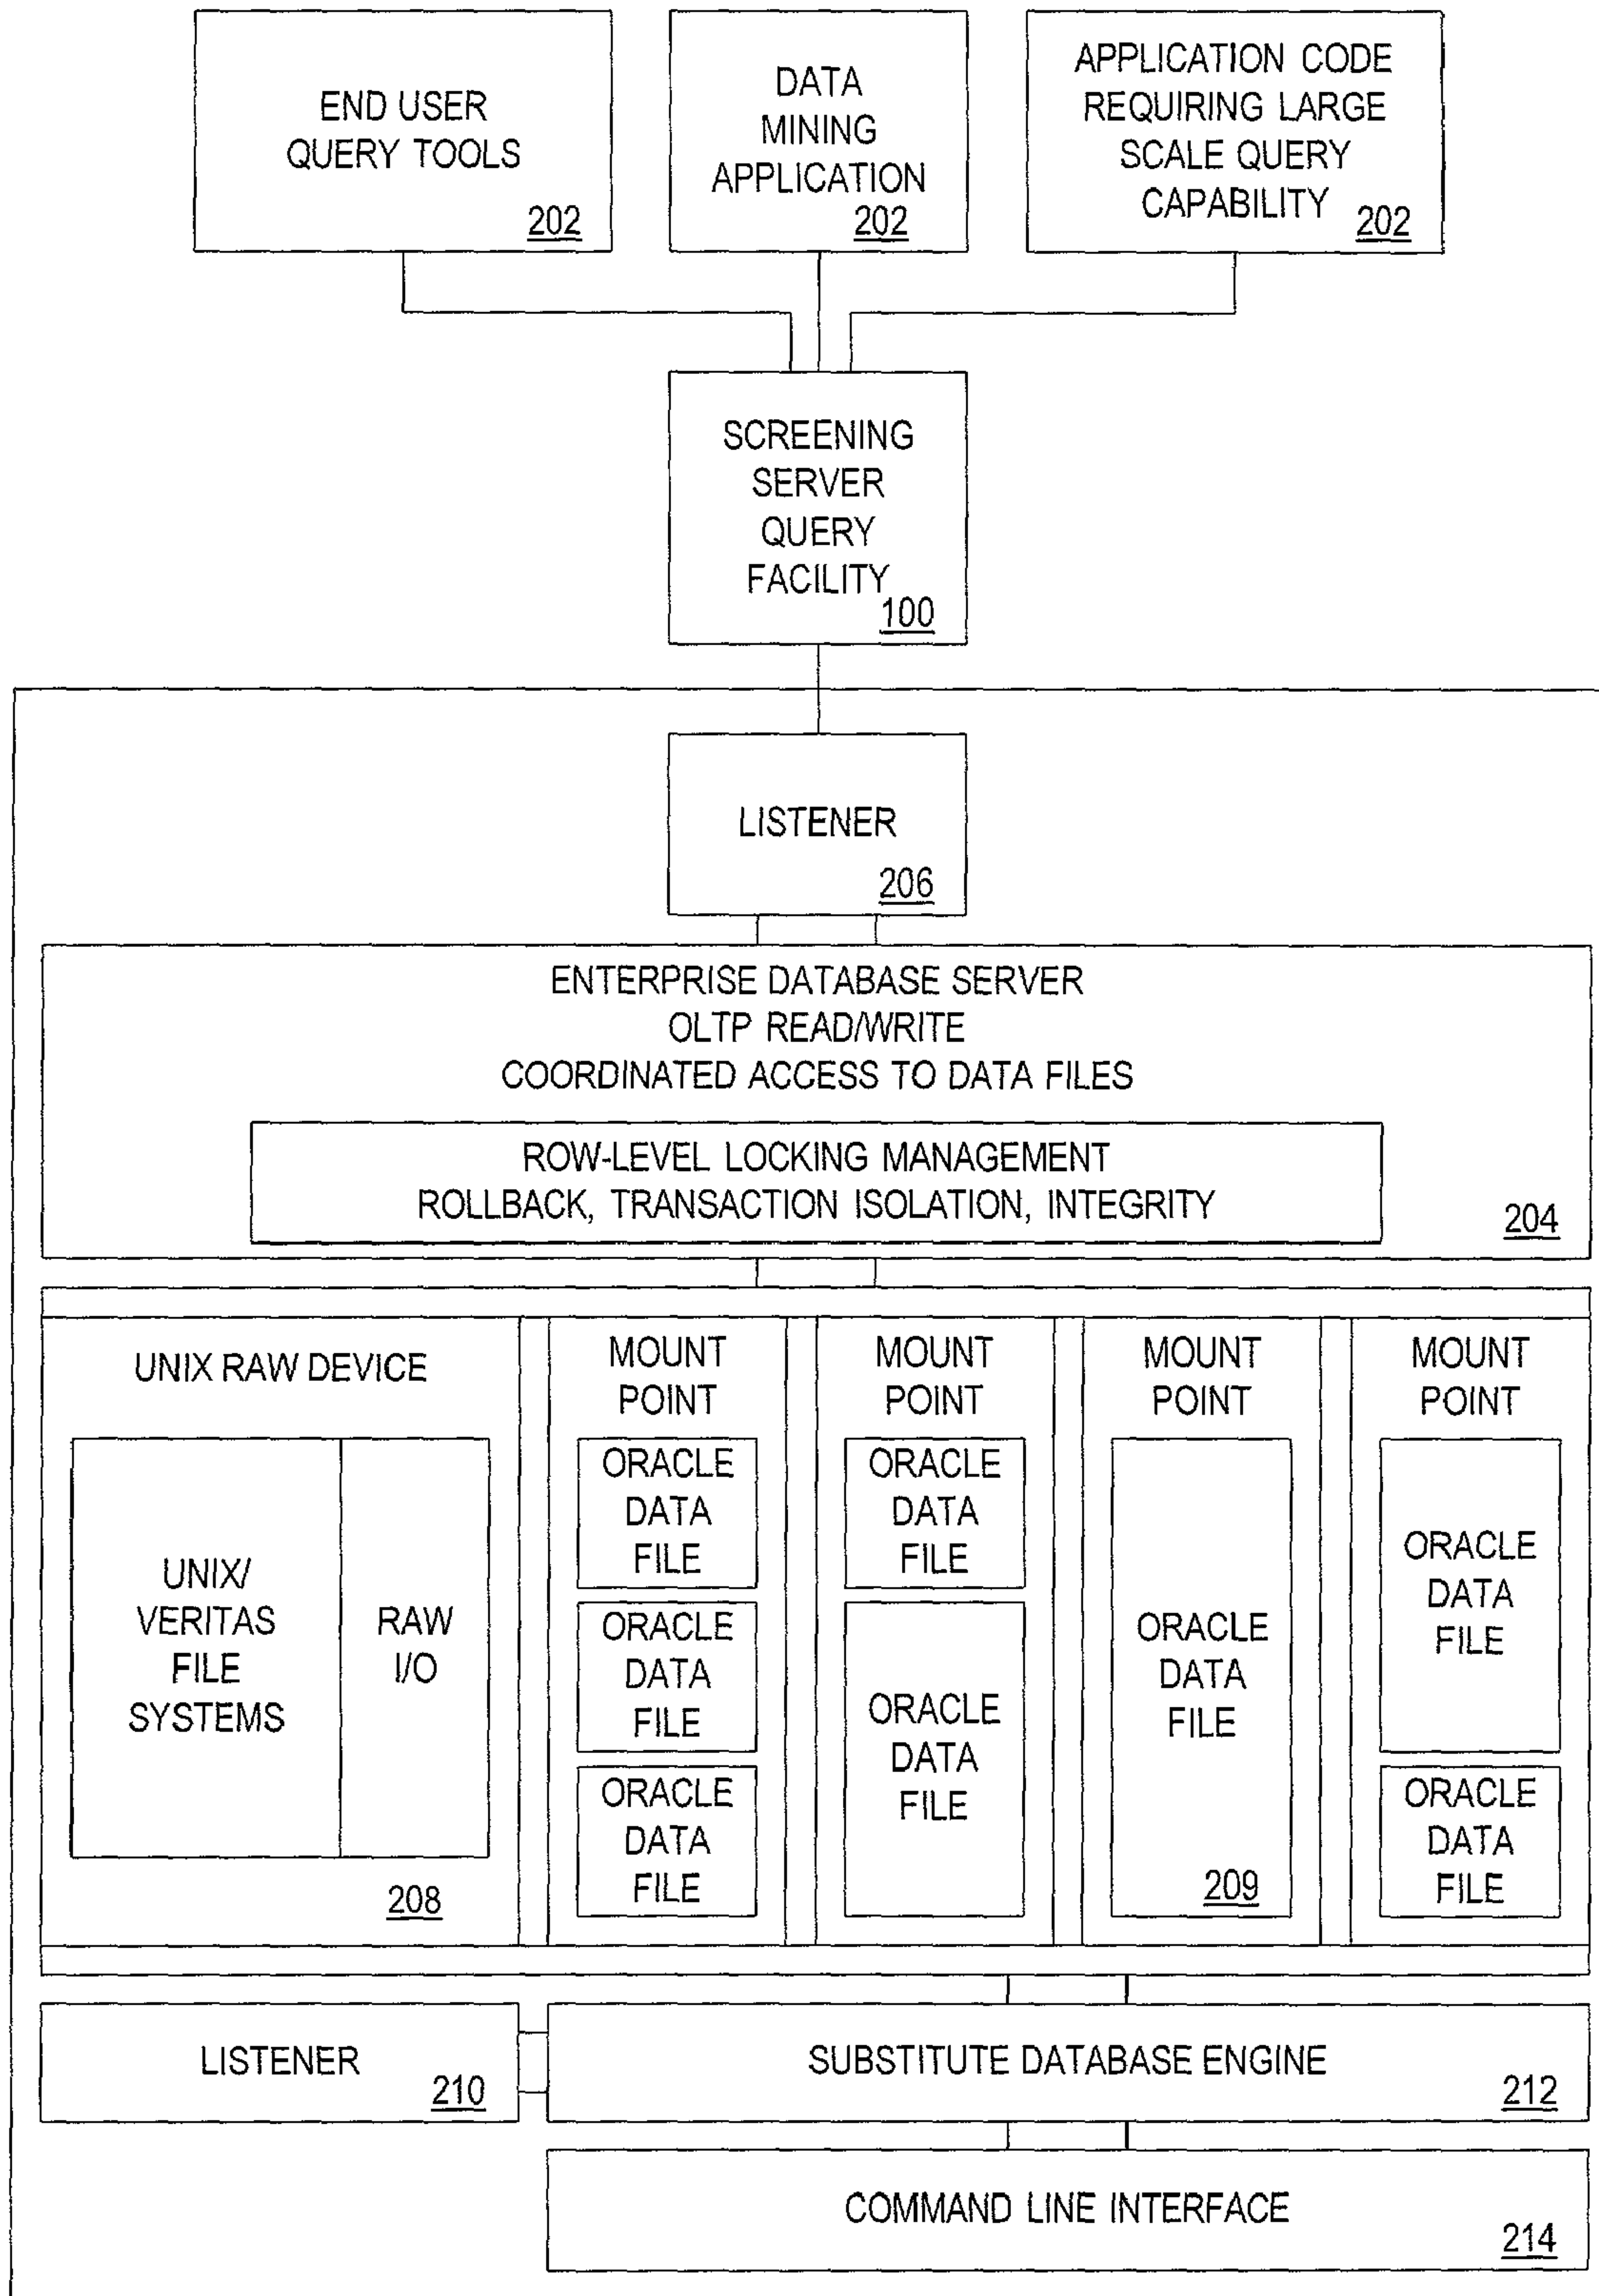 END USER
QUERY TOOLS
202
DATA
MINING
APPLICATION
202
APPLICATION CODE
REQUIRING LARGE
SCALE QUERY
CAPABILITY
202
SCREENING
SERVER
QUERY
FACILITY
100
LISTENER
206
ENTERPRISE DATABASE SERVER
OLTP READ/WRITE
COORDINATED ACCESS TO DATA FILES
ROW-LEVEL LOCKING MANAGEMENT
ROLLBACK, TRANSACTION ISOLATION, INTEGRITY
204
UNIX RAW DEVICE
UNIX/
VERITAS
FILE
SYSTEMS
RAW
I/O
208
MOUNT
POINT
ORACLE
DATA
FILE
ORACLE
DATA
FILE
ORACLE
DATA
FILE
MOUNT
POINT
ORACLE
DATA
FILE
ORACLE
DATA
FILE
MOUNT
POINT
ORACLE
DATA
FILE
209
MOUNT
POINT
ORACLE
DATA
FILE
ORACLE
DATA
FILE
LISTENER
210
SUBSTITUTE DATABASE ENGINE
212
COMMAND LINE INTERFACE
214